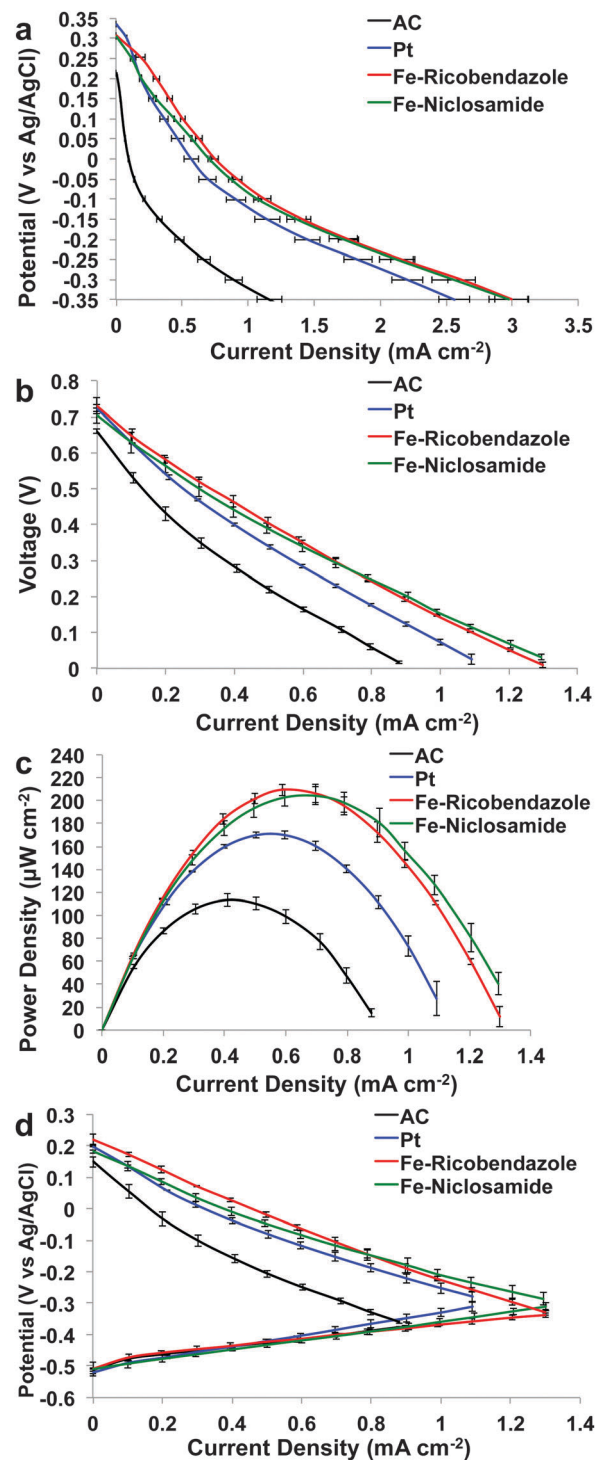 a
0.35
0.3
0.25
0.2
0.15
0.1
0.05
0
-0.05
-0.1
-0.15
-0.2
-0.25
-0.3
-0.35
Potential (V vs Ag/AgCl)
AC
Pt
Fe-Ricobendazole
Fe-Niclosamide
0 0.5 1 1.5 2 2.5 3 3.5
Current Density (mA cm-2)
b
0.8
0.7
0.6
0.5
0.4
0.3
0.2
0.1
0
Voltage (V)
AC
Pt
Fe-Ricobendazole
Fe-Niclosamide
0 0.2 0.4 0.6 0.8 1 1.2 1.4
Current Density (mA cm-2)
c
240
220
200
180
160
140
120
100
80
60
40
20
0
Power Density (µW cm-2)
AC
Pt
Fe-Ricobendazole
Fe-Niclosamide
0 0.2 0.4 0.6 0.8 1 1.2 1.4
Current Density (mA cm-2)
d
0.3
0.2
0.1
0
-0.1
-0.2
-0.3
-0.4
-0.5
-0.6
Potential (V vs Ag/AgCl)
AC
Pt
Fe-Ricobendazole
Fe-Niclosamide
0 0.2 0.4 0.6 0.8 1 1.2 1.4
Current Density (mA cm-2)